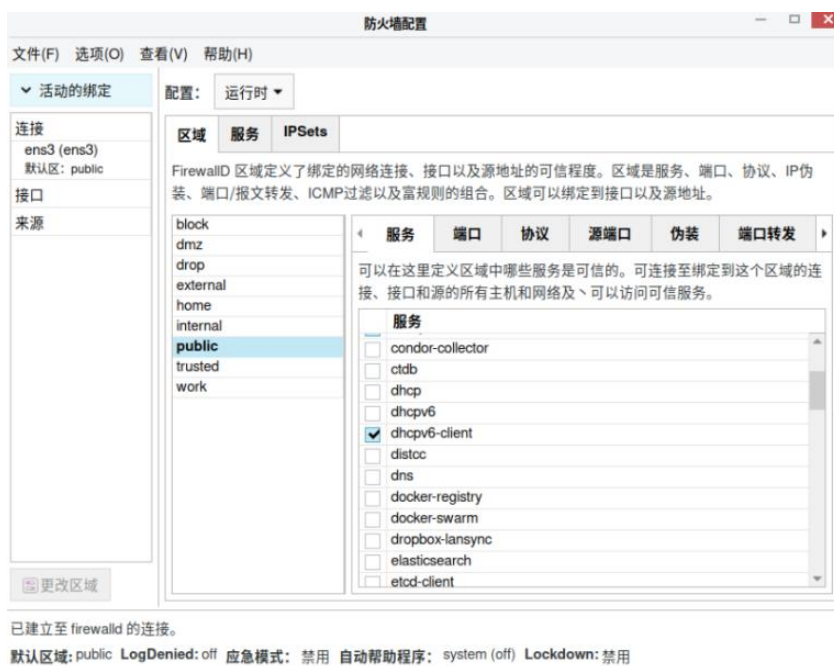 防火墙配置
文件(F) 选项(O) 查看(V) 帮助(H)
活动的绑定
配置: 运行时
连接
ens3 (ens3)
默认区: public
接口
来源
更改区域
区域 服务 IPSets
FirewallD 区域定义了绑定的网络连接、接口以及源地址的可信程度。区域是服务、端口、协议、IP伪
装、端口/报文转发、ICMP过滤以及富规则的组合。区域可以绑定到接口以及源地址。
block
dmz
drop
external
home
internal
public
trusted
work
服务 端口 协议 源端口 伪装 端口转发
可以在这里定义区域中哪些服务是可信的。可连接至绑定到这个区域的连
接、接口和源的所有主机和网络及丶可以访问可信服务。
服务
condor-collector
ctdb
dhcp
dhcpv6
dhcpv6-client
distcc
dns
docker-registry
docker-swarm
dropbox-lansync
elasticsearch
etcd-client
已建立至 firewalld 的连接。
默认区域: public LogDenied: off 应急模式: 禁用 自动帮助程序: system (off) Lockdown: 禁用